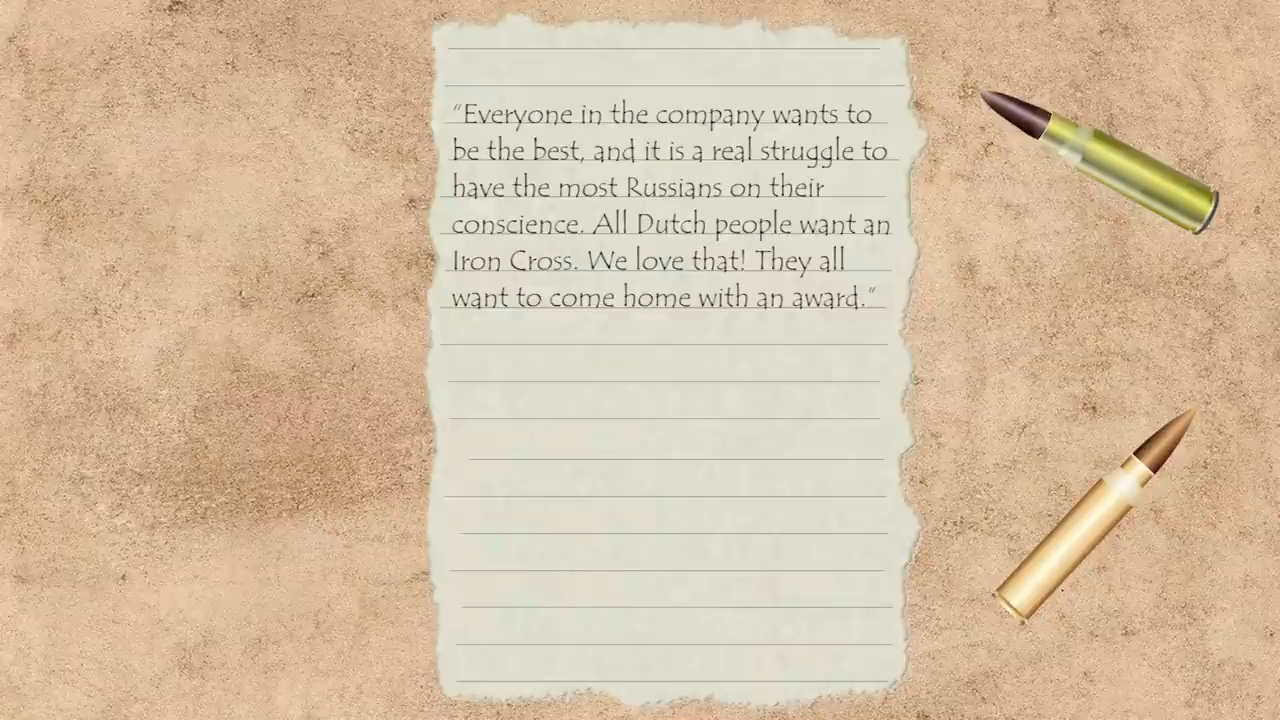 “Everyone in the company wants to
be the best, and it is a real struggle to
have the most Russians on their
conscience. All Dutch people want an
Iron Cross. We love that! They all
want to come home with an award.”